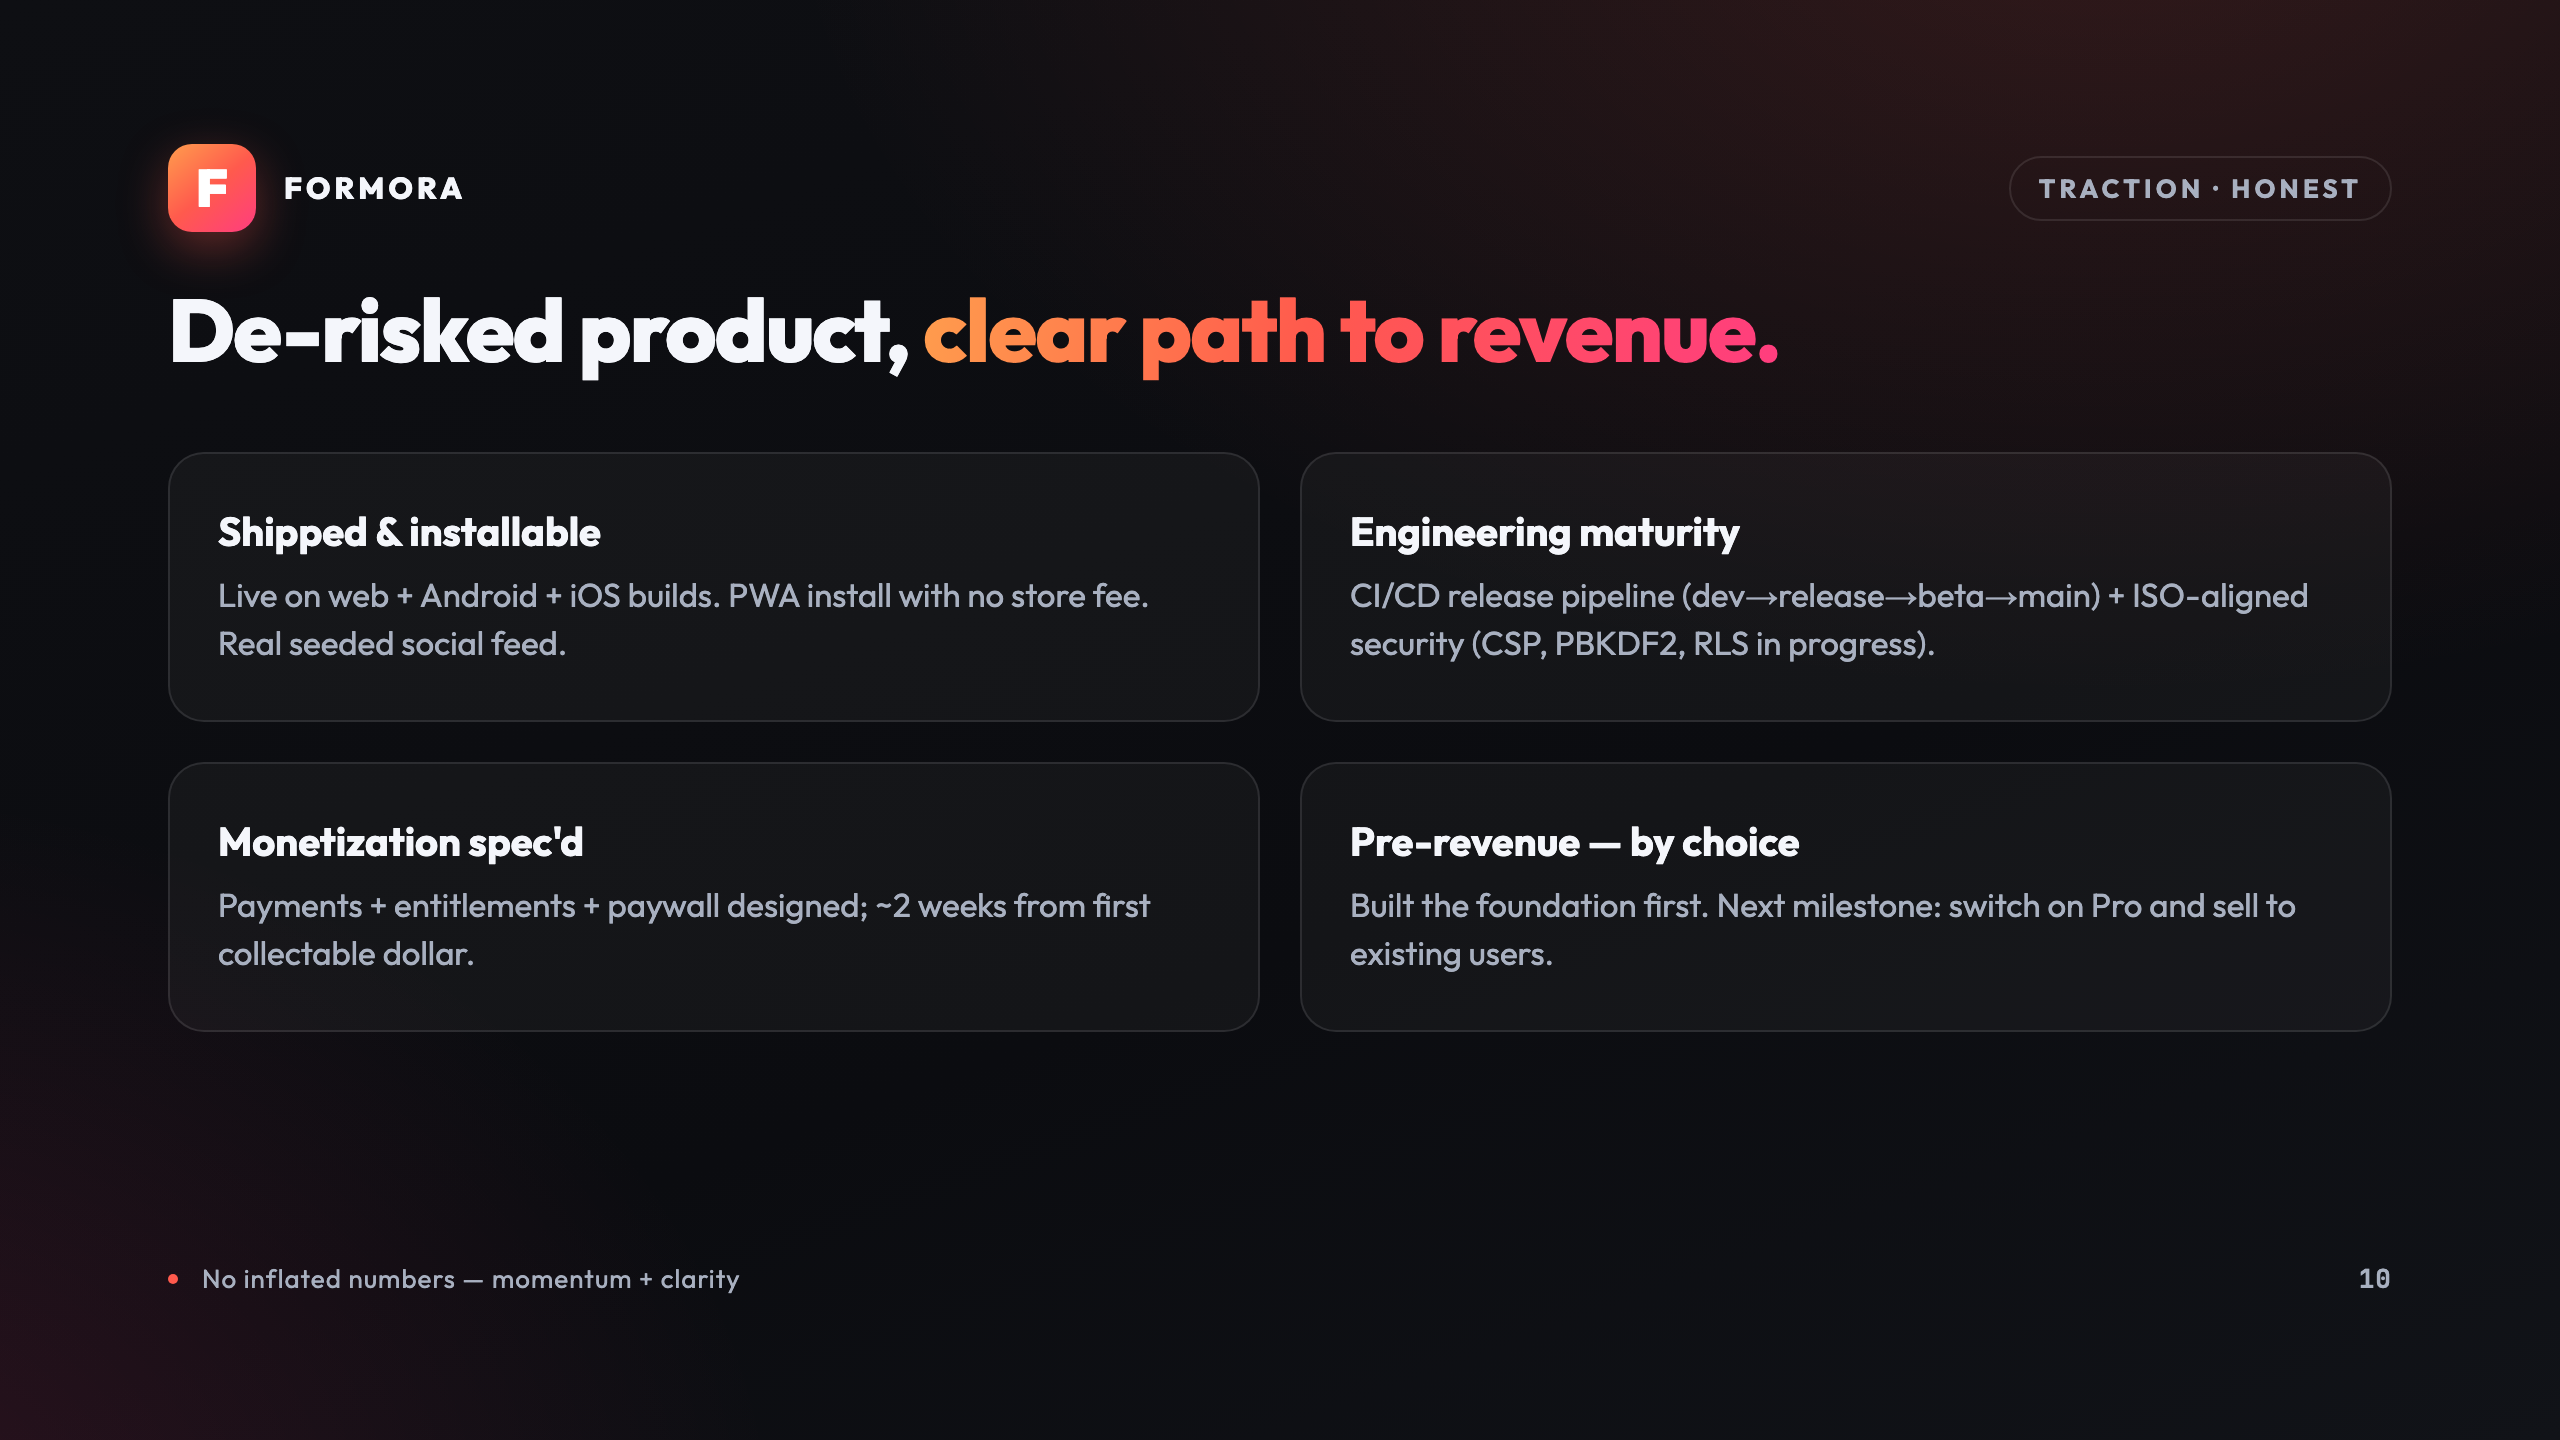 F FORMORA
TRACTION · HONEST
De-risked product, clear path to revenue.
Shipped & installable
Live on web + Android + iOS builds. PWA install with no store fee.
Real seeded social feed.
Engineering maturity
CI/CD release pipeline (dev→release→beta→main) + ISO-aligned
security (CSP, PBKDF2, RLS in progress).
Monetization spec'd
Payments + entitlements + paywall designed; ~2 weeks from first
collectable dollar.
Pre-revenue — by choice
Built the foundation first. Next milestone: switch on Pro and sell to
existing users.
No inflated numbers — momentum + clarity
10